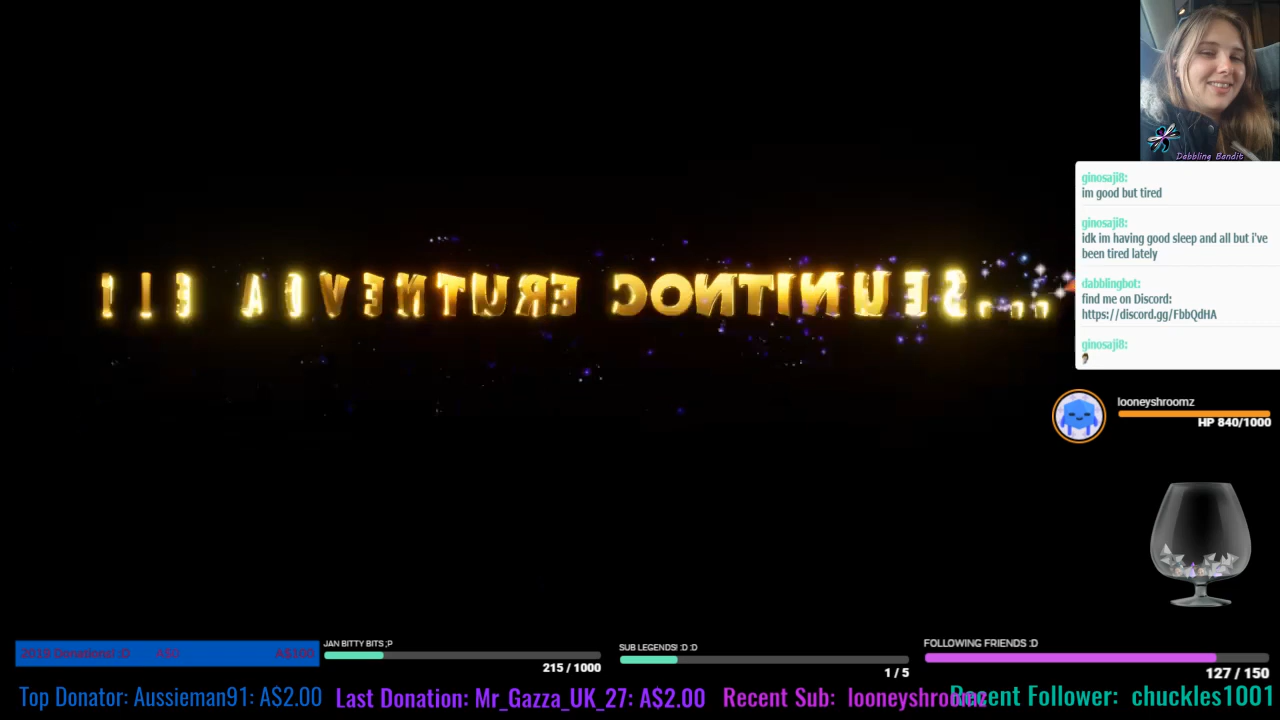 Dabbling Bandit
ginosaji8:
im good but tired
ginosaji8:
idk im having good sleep and all but i've
been tired lately
dabblingbot:
find me on Discord:
https://discord.gg/FbbQdHA
ginosaji8:
ADVENTURE CONTINUES...
looneyshroomz
HP 840/1000
JAN BITTY BITS ;P
215 / 1000
SUB LEGENDS! :D :D
1 / 5
FOLLOWING FRIENDS :D
127 / 150
Top Donator: Aussieman91: A$2.00
Last Donation: Mr_Gazza_UK_27: A$2.00
Recent Sub: looneyshroomz
Recent Follower: chuckles1001